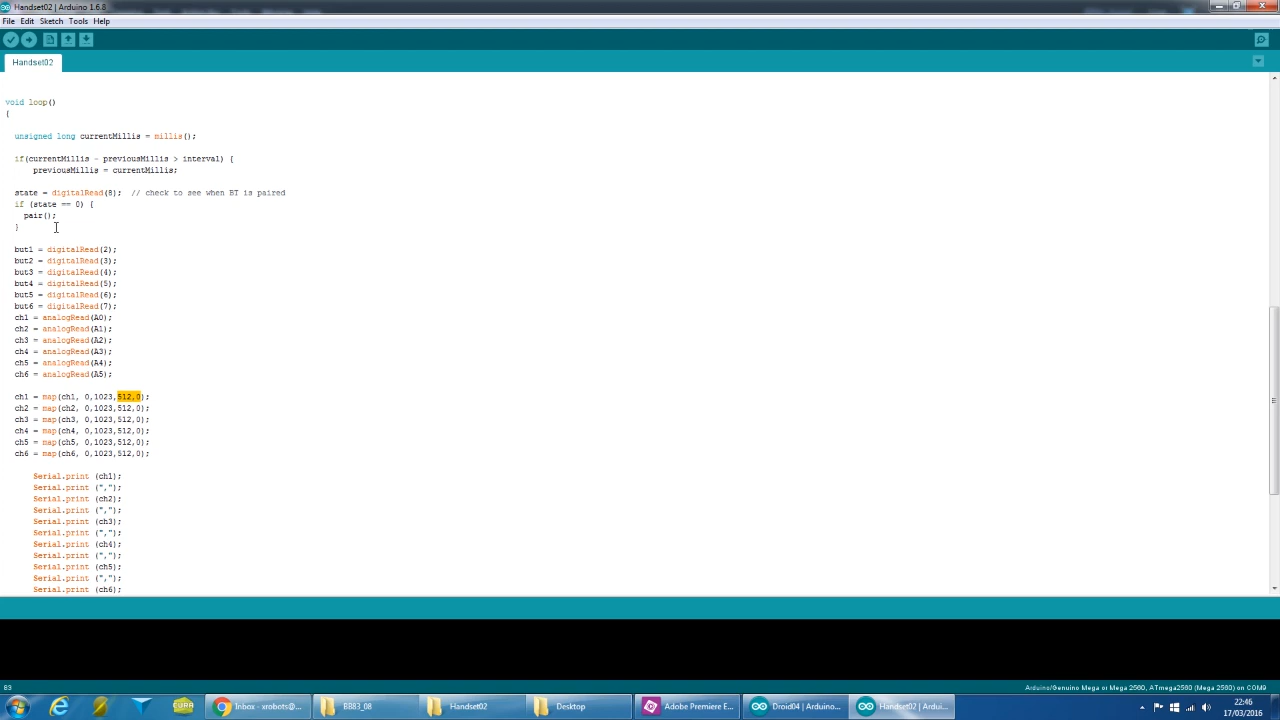 Handset02 | Arduino 1.6.8
File Edit Sketch Tools Help
Handset02
void loop()
{
unsigned long currentMillis = millis();
if(currentMillis - previousMillis > interval) {
previousMillis = currentMillis;
state = digitalRead(8);  // check to see when BT is paired
if (state == 0) {
pair();
}
but1 = digitalRead(2);
but2 = digitalRead(3);
but3 = digitalRead(4);
but4 = digitalRead(5);
but5 = digitalRead(6);
but6 = digitalRead(7);
ch1 = analogRead(A0);
ch2 = analogRead(A1);
ch3 = analogRead(A2);
ch4 = analogRead(A3);
ch5 = analogRead(A4);
ch6 = analogRead(A5);
ch1 = map(ch1, 0,1023,512,0);
ch2 = map(ch2, 0,1023,512,0);
ch3 = map(ch3, 0,1023,512,0);
ch4 = map(ch4, 0,1023,512,0);
ch5 = map(ch5, 0,1023,512,0);
ch6 = map(ch6, 0,1023,512,0);
Serial.print (ch1);
Serial.print (",");
Serial.print (ch2);
Serial.print (",");
Serial.print (ch3);
Serial.print (",");
Serial.print (ch4);
Serial.print (",");
Serial.print (ch5);
Serial.print (",");
Serial.print (ch6);
83 Arduino/Genuino Mega or Mega 2560, ATmega2560 (Mega 2560) on COM9
CURA Inbox - xrobots@... BB83_08 Handset02 Desktop Adobe Premiere E... Droid04 | Arduino... Handset02 | Ardui... 22:46
17/03/2016